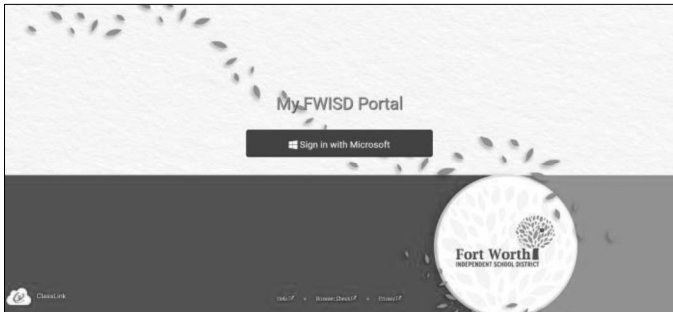 My FWISD Portal
Sign in with Microsoft
Fort Worth
INDEPENDENT SCHOOL DISTRICT
ClassLink
Help Browser Check Privacy